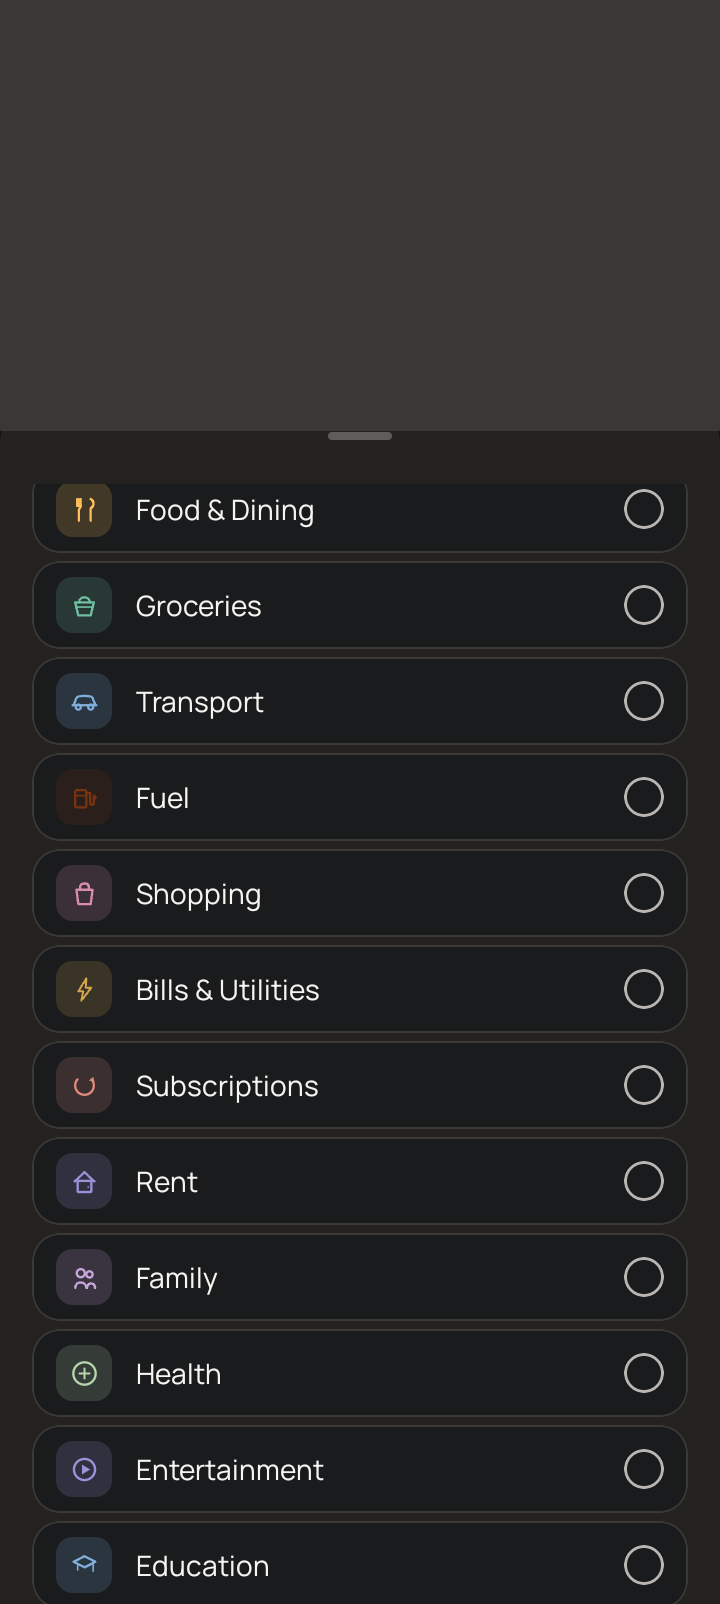 Food & Dining
Groceries
Transport
Fuel
Shopping
Bills & Utilities
Subscriptions
Rent
Family
Health
Entertainment
Education